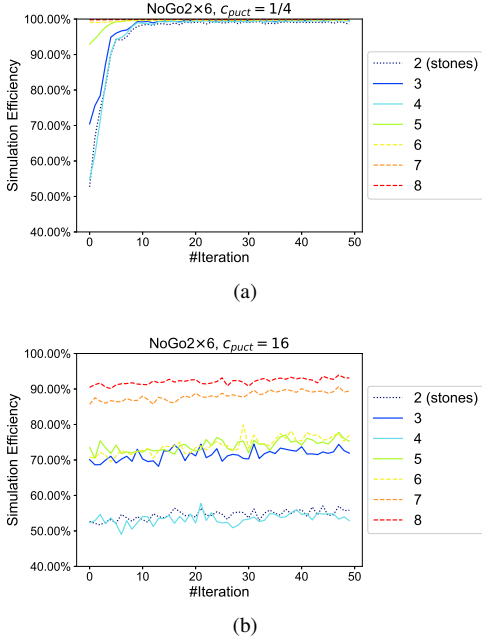 NoGo2×6, c_puct = 1/4
Simulation Efficiency
100.00%
90.00%
80.00%
70.00%
60.00%
50.00%
40.00%
0 10 20 30 40 50
#Iteration
2 (stones)
3
4
5
6
7
8
(a)
NoGo2×6, c_puct = 16
Simulation Efficiency
100.00%
90.00%
80.00%
70.00%
60.00%
50.00%
40.00%
0 10 20 30 40 50
#Iteration
2 (stones)
3
4
5
6
7
8
(b)